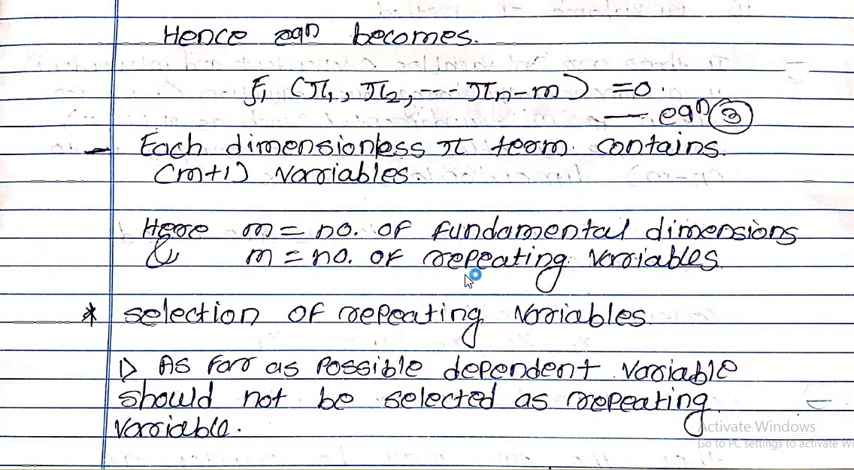 Hence eqn becomes.
f1 (π1, π2, --- πn-m) =0.
— eqn ③
- Each dimensionless π term contains.
(m+1) variables.
Here m = no. of fundamental dimensions
& m = no. of repeating variables.
* selection of repeating variables.
1> As far as possible dependent variable
should not be selected as repeating
variable.
Activate Windows
Go to PC settings to activate Wi